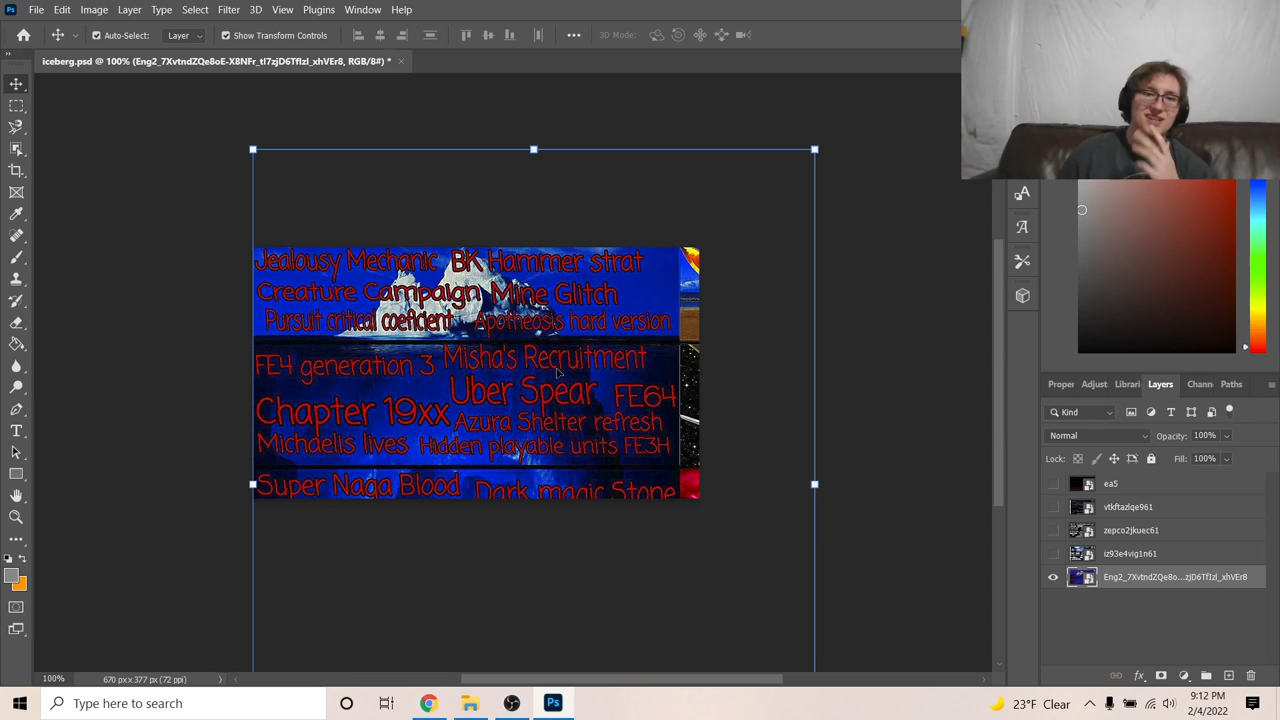 File Edit Image Layer Type Select Filter 3D View Plugins Window Help
Auto-Select: Layer Show Transform Controls 3D Mode:
iceberg.psd @ 100% (Eng2_7XvtndZQe8oE-X8NFr_tI7zjD6TfIzI_xhVEr8, RGB/8#) *
Jealousy Mechanic BK Hammer strat
Creature Campaign Mine Glitch
Pursuit critical coeficient Apotheosis hard version
FE4 generation 3 Misha's Recruitment
Uber Spear FE64
Chapter 19xx
Azura Shelter refresh
Michaelis lives Hidden playable units FE3H
Super Naga Blood Dark magic Stone
Proper Adjust Librari Layers Chann Paths
Kind
Normal Opacity: 100%
Lock: Fill: 100%
ea5
vtkftazlqe961
zepco2jkuec61
iz93e4vig1n61
Eng2_7XvtndZQe8o...zjD6TfIzI_xhVEr8
100% 670 px x 377 px (72 ppi)
Type here to search
23°F Clear
9:12 PM
2/4/2022